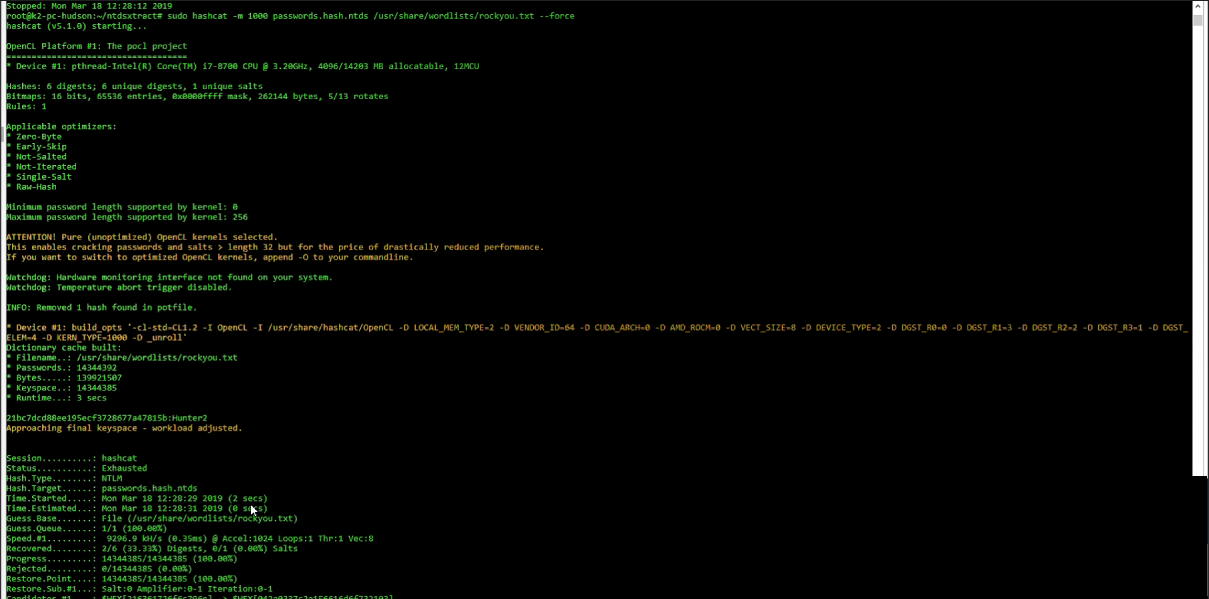 Stopped: Mon Mar 18 12:28:12 2019
root@k2-pc-hudson:~/ntdsxtract# sudo hashcat -m 1000 passwords.hash.ntds /usr/share/wordlists/rockyou.txt --force
hashcat (v5.1.0) starting...
OpenCL Platform #1: The pocl project
====================================
* Device #1: pthread-Intel(R) Core(TM) i7-8700 CPU @ 3.20GHz, 4096/14203 MB allocatable, 12MCU
Hashes: 6 digests; 6 unique digests, 1 unique salts
Bitmaps: 16 bits, 65536 entries, 0x0000ffff mask, 262144 bytes, 5/13 rotates
Rules: 1
Applicable optimizers:
* Zero-Byte
* Early-Skip
* Not-Salted
* Not-Iterated
* Single-Salt
* Raw-Hash
Minimum password length supported by kernel: 0
Maximum password length supported by kernel: 256
ATTENTION! Pure (unoptimized) OpenCL kernels selected.
This enables cracking passwords and salts > length 32 but for the price of drastically reduced performance.
If you want to switch to optimized OpenCL kernels, append -O to your commandline.
Watchdog: Hardware monitoring interface not found on your system.
Watchdog: Temperature abort trigger disabled.
INFO: Removed 1 hash found in potfile.
* Device #1: build_opts '-cl-std=CL1.2 -I OpenCL -I /usr/share/hashcat/OpenCL -D LOCAL_MEM_TYPE=2 -D VENDOR_ID=64 -D CUDA_ARCH=0 -D AMD_ROCM=0 -D VECT_SIZE=8 -D DEVICE_TYPE=2 -D DGST_R0=0 -D DGST_R1=3 -D DGST_R2=2 -D DGST_R3=1 -D DGST_
ELEM=4 -D KERN_TYPE=1000 -D _unroll'
Dictionary cache built:
* Filename..: /usr/share/wordlists/rockyou.txt
* Passwords.: 14344392
* Bytes.....: 139921507
* Keyspace..: 14344385
* Runtime...: 3 secs
21bc7dcd88ee195ecf3728677a47815b:Hunter2
Approaching final keyspace - workload adjusted.
Session..........: hashcat
Status...........: Exhausted
Hash.Type........: NTLM
Hash.Target......: passwords.hash.ntds
Time.Started.....: Mon Mar 18 12:28:29 2019 (2 secs)
Time.Estimated...: Mon Mar 18 12:28:31 2019 (0 secs)
Guess.Base.......: File (/usr/share/wordlists/rockyou.txt)
Guess.Queue......: 1/1 (100.00%)
Speed.#1.........:  9296.9 kH/s (0.35ms) @ Accel:1024 Loops:1 Thr:1 Vec:8
Recovered........: 2/6 (33.33%) Digests, 0/1 (0.00%) Salts
Progress.........: 14344385/14344385 (100.00%)
Rejected.........: 0/14344385 (0.00%)
Restore.Point....: 14344385/14344385 (100.00%)
Restore.Sub.#1...: Salt:0 Amplifier:0-1 Iteration:0-1